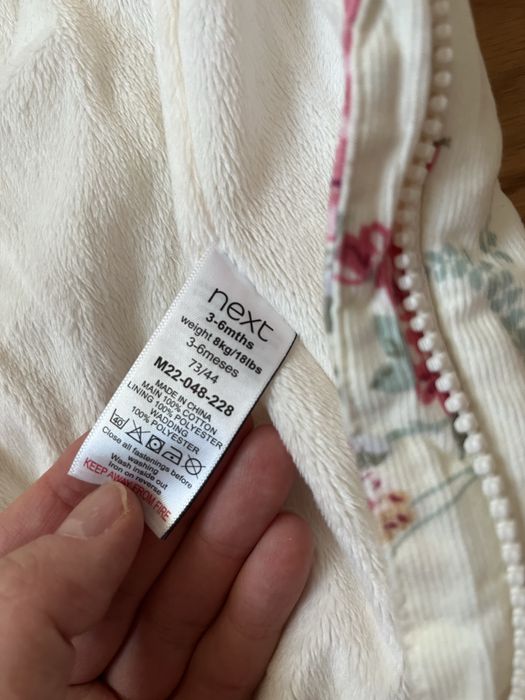 next
3-6mths
weight 8kg/18lbs
3-6meses
73/44
M22-048-228
MADE IN CHINA
MAIN 100% COTTON
LINING 100% POLYESTER
WADDING
100% POLYESTER
40
Close all fastenings before
washing
Wash inside out
iron on reverse
KEEP AWAY FROM FIRE